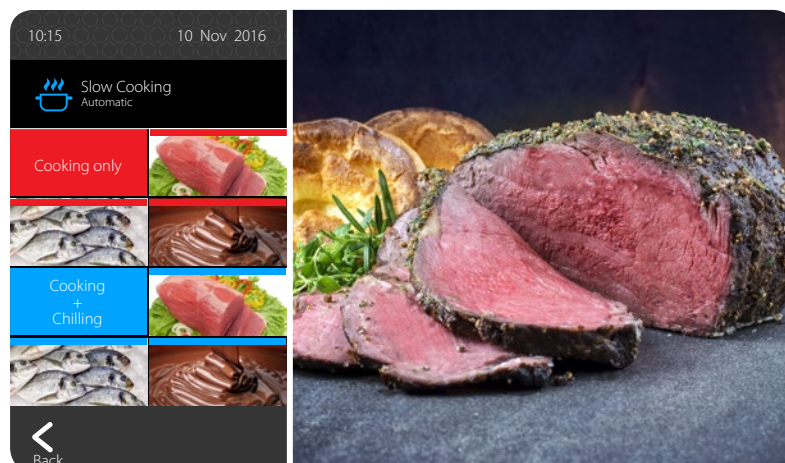 10:15 10 Nov 2016
Slow Cooking
Automatic
Cooking only
Cooking
+
Chilling
Back